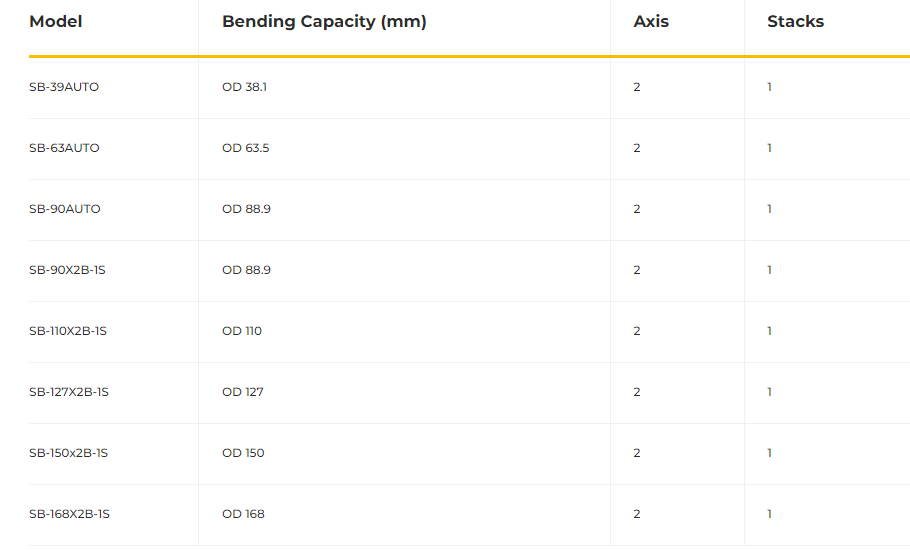 Model Bending Capacity (mm) Axis Stacks
SB-39AUTO OD 38.1 2 1
SB-63AUTO OD 63.5 2 1
SB-90AUTO OD 88.9 2 1
SB-90X2B-1S OD 88.9 2 1
SB-110X2B-1S OD 110 2 1
SB-127X2B-1S OD 127 2 1
SB-150x2B-1S OD 150 2 1
SB-168X2B-1S OD 168 2 1